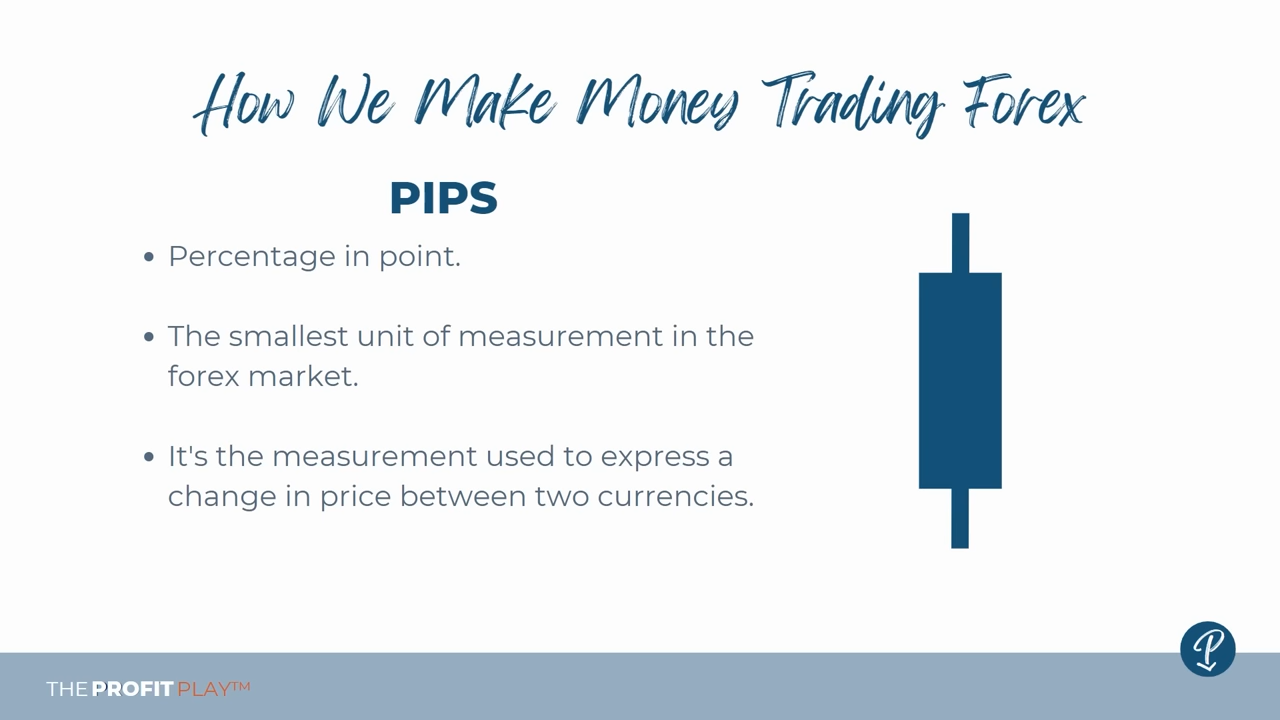 How We Make Money Trading Forex
PIPS
• Percentage in point.
• The smallest unit of measurement in the
forex market.
• It's the measurement used to express a
change in price between two currencies.
P
THE PROFIT PLAY™